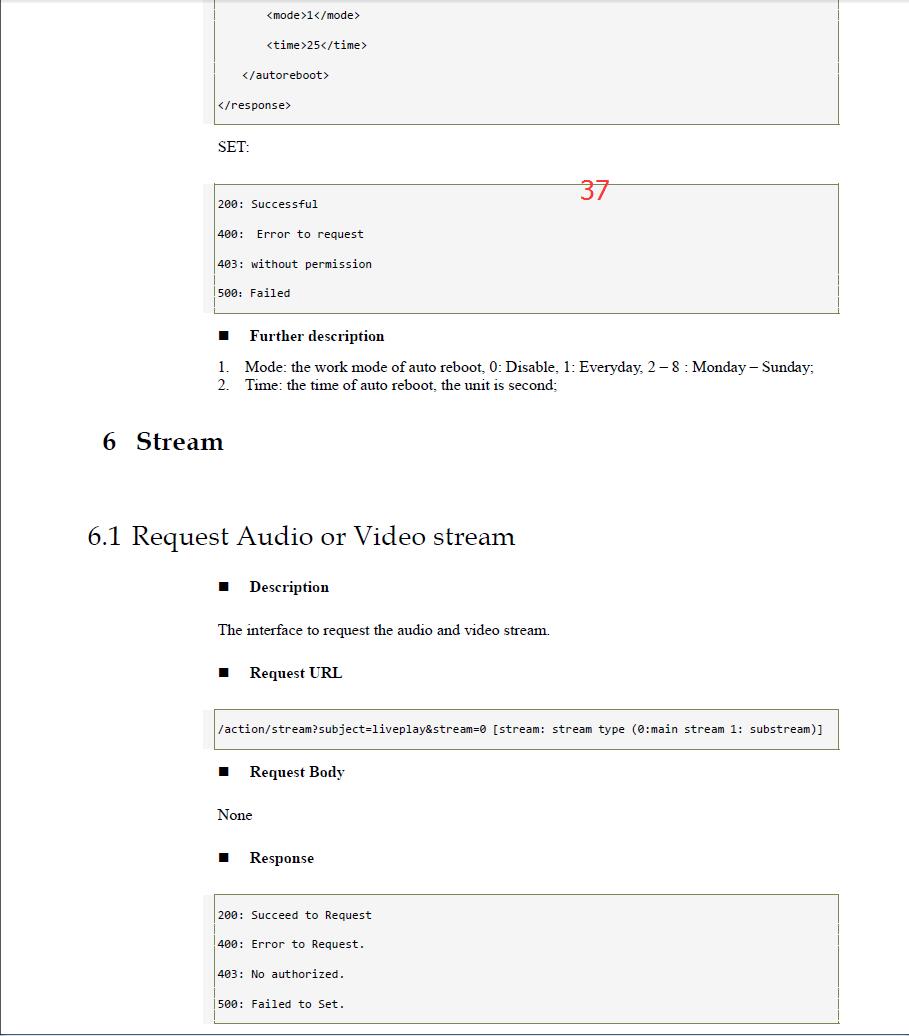 <mode>1</mode>
<time>25</time>
</autoreboot>
</response>
SET:
37
200: Successful
400:  Error to request
403: without permission
500: Failed
■ Further description
1. Mode: the work mode of auto reboot, 0: Disable, 1: Everyday, 2 – 8 : Monday – Sunday;
2. Time: the time of auto reboot, the unit is second;
6 Stream
6.1 Request Audio or Video stream
■ Description
The interface to request the audio and video stream.
■ Request URL
/action/stream?subject=liveplay&stream=0 [stream: stream type (0:main stream 1: substream)]
■ Request Body
None
■ Response
200: Succeed to Request
400: Error to Request.
403: No authorized.
500: Failed to Set.